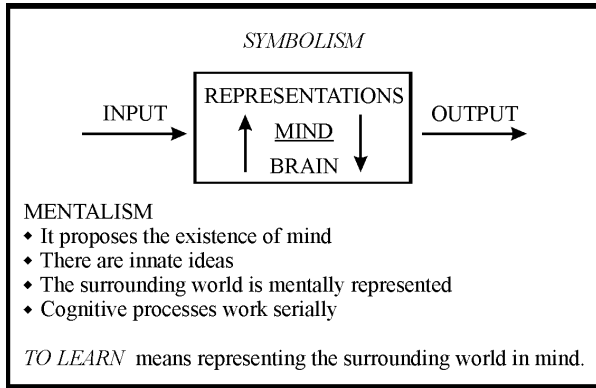 SYMBOLISM
REPRESENTATIONS
INPUT
MIND
OUTPUT
BRAIN
MENTALISM
◆ It proposes the existence of mind
◆ There are innate ideas
◆ The surrounding world is mentally represented
◆ Cognitive processes work serially
TO LEARN means representing the surrounding world in mind.